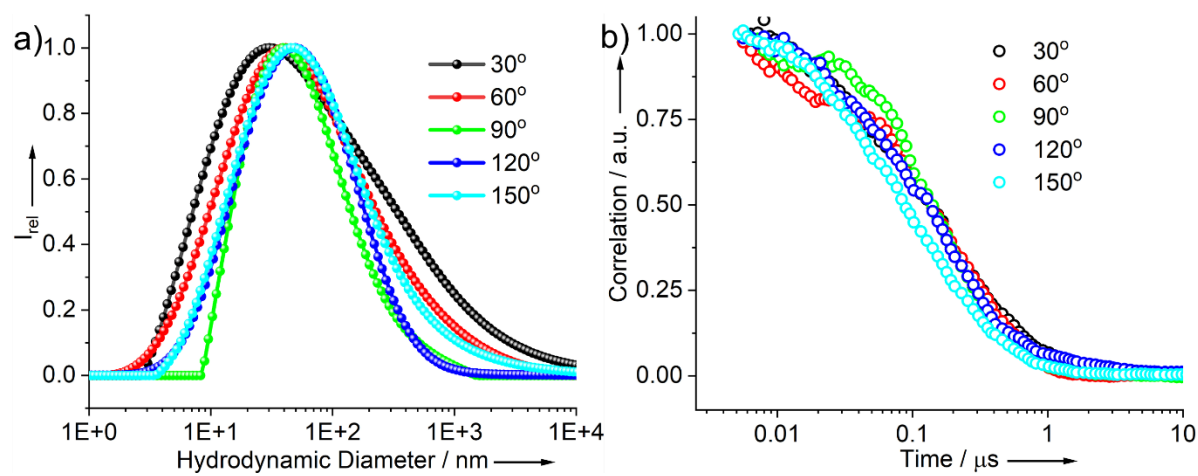 a)
I_rel
1.0
0.8
0.6
0.4
0.2
0.0
30°
60°
90°
120°
150°
1E+0 1E+1 1E+2 1E+3 1E+4
Hydrodynamic Diameter / nm
b)
Correlation / a.u.
1.00
0.75
0.50
0.25
0.00
30°
60°
90°
120°
150°
0.01 0.1 1 10
Time / µs